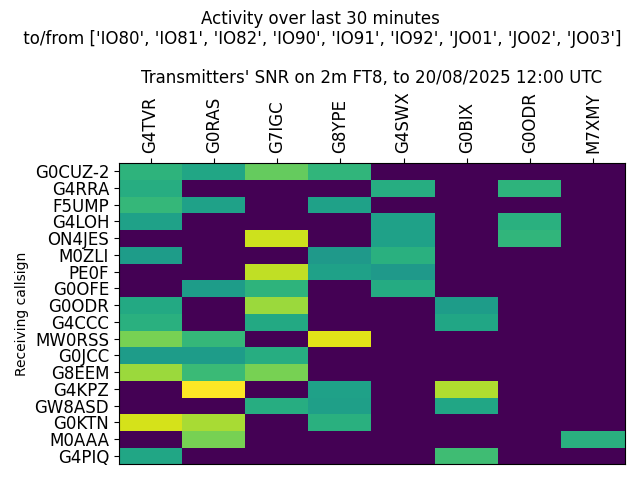 Activity over last 30 minutes
to/from ['IO80', 'IO81', 'IO82', 'IO90', 'IO91', 'IO92', 'JO01', 'JO02', 'JO03']
Transmitters' SNR on 2m FT8, to 20/08/2025 12:00 UTC
G4TVR
G0RAS
G7IGC
G8YPE
G4SWX
G0BIX
G0ODR
M7XMY
Receiving callsign
G0CUZ-2
G4RRA
F5UMP
G4LOH
ON4JES
M0ZLI
PE0F
G0OFE
G0ODR
G4CCC
MW0RSS
G0JCC
G8EEM
G4KPZ
GW8ASD
G0KTN
M0AAA
G4PIQ